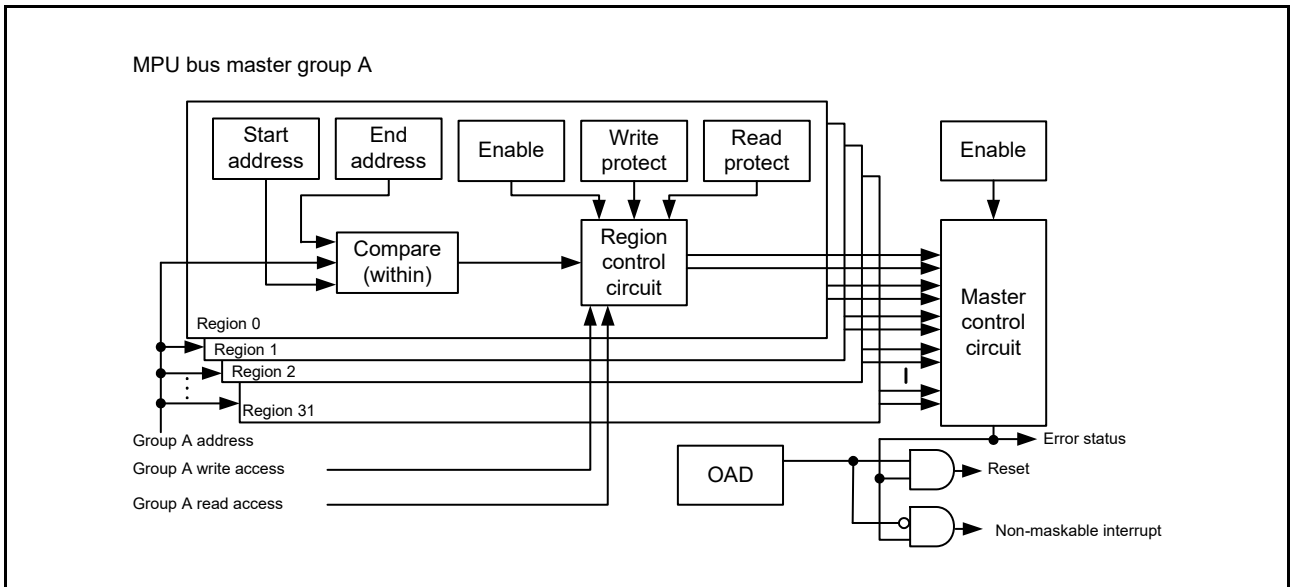 MPU bus master group A
Start
address
End
address
Enable
Write
protect
Read
protect
Enable
Compare
(within)
Region
control
circuit
Master
control
circuit
Region 0
Region 1
Region 2
Region 31
Group A address
Group A write access
Group A read access
OAD
Error status
Reset
Non-maskable interrupt